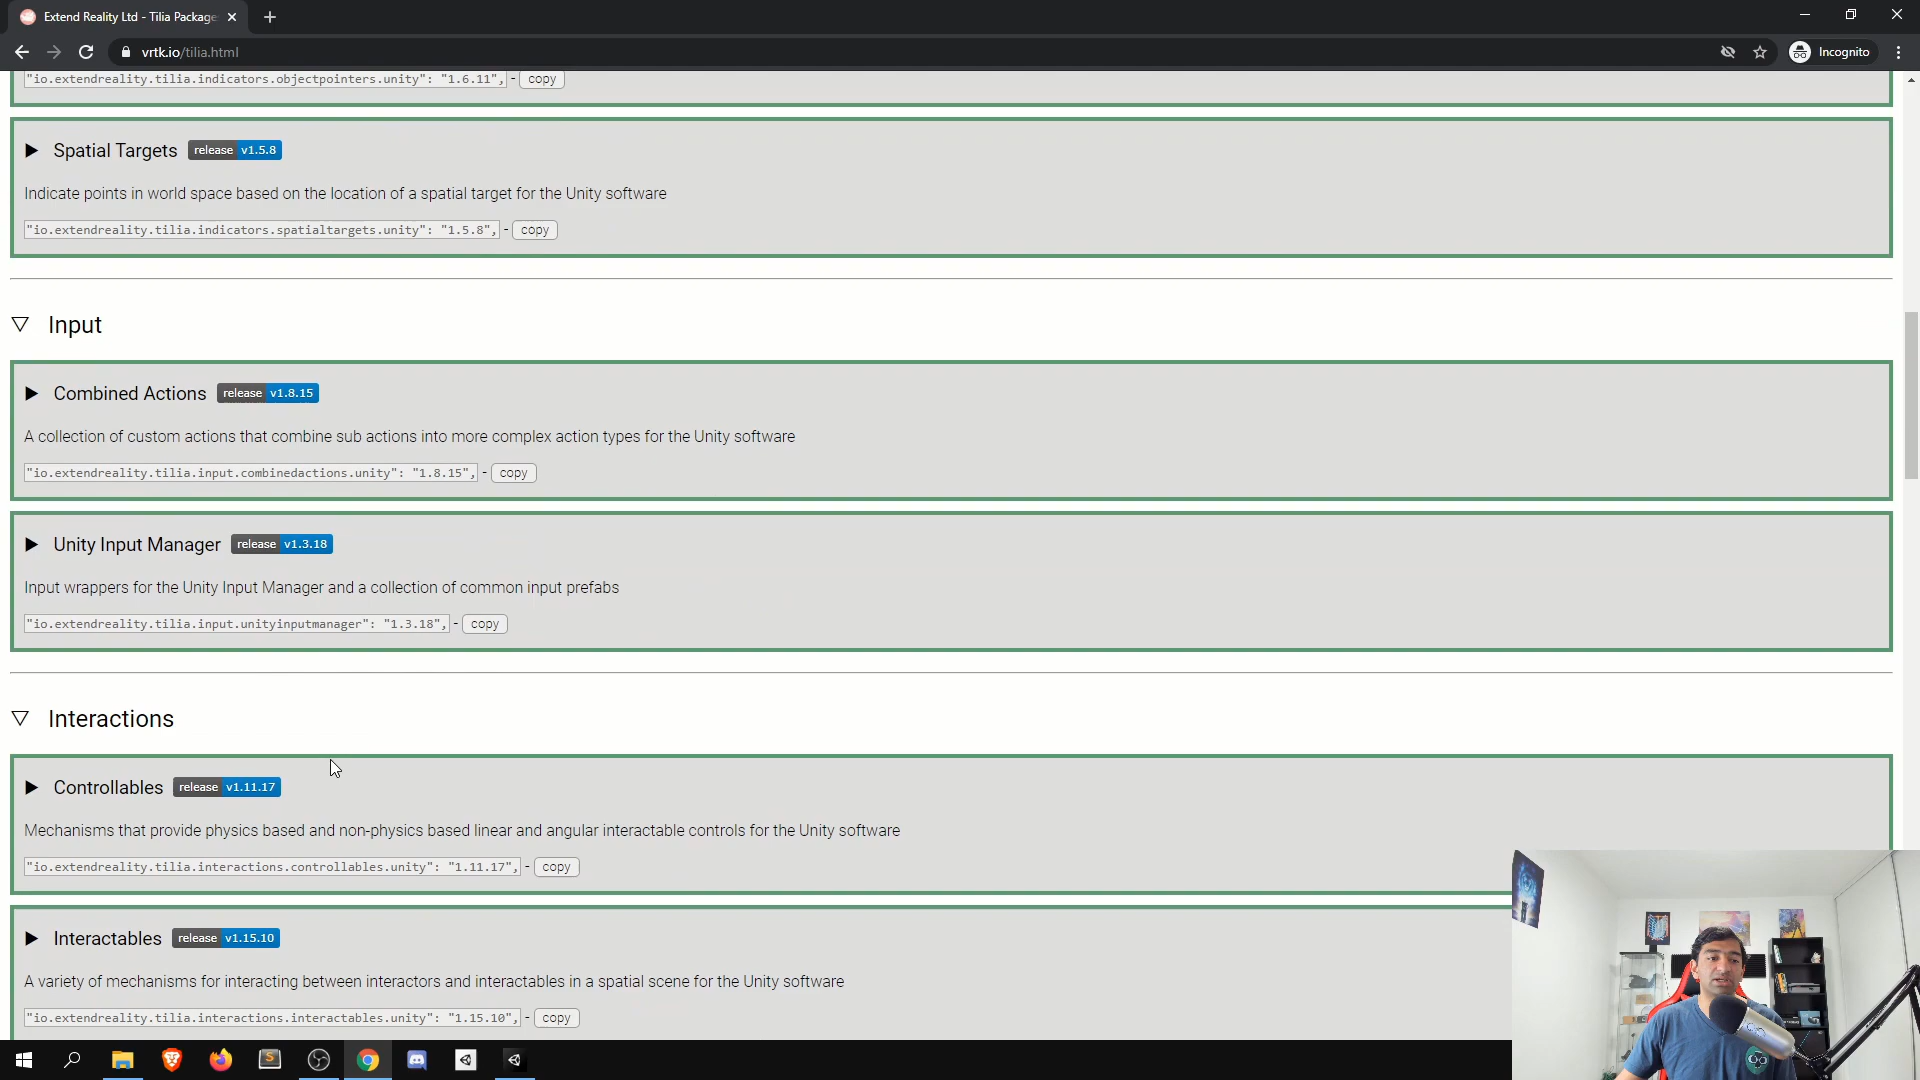 Extend Reality Ltd - Tilia Package
vrtk.io/tilia.html
Incognito
"io.extendreality.tilia.indicators.objectpointers.unity": "1.6.11", - copy
Spatial Targets release v1.5.8
Indicate points in world space based on the location of a spatial target for the Unity software
"io.extendreality.tilia.indicators.spatialtargets.unity": "1.5.8", - copy
Input
Combined Actions release v1.8.15
A collection of custom actions that combine sub actions into more complex action types for the Unity software
"io.extendreality.tilia.input.combinedactions.unity": "1.8.15", - copy
Unity Input Manager release v1.3.18
Input wrappers for the Unity Input Manager and a collection of common input prefabs
"io.extendreality.tilia.input.unityinputmanager": "1.3.18", - copy
Interactions
Controllables release v1.11.17
Mechanisms that provide physics based and non-physics based linear and angular interactable controls for the Unity software
"io.extendreality.tilia.interactions.controllables.unity": "1.11.17", - copy
Interactables release v1.15.10
A variety of mechanisms for interacting between interactors and interactables in a spatial scene for the Unity software
"io.extendreality.tilia.interactions.interactables.unity": "1.15.10", - copy